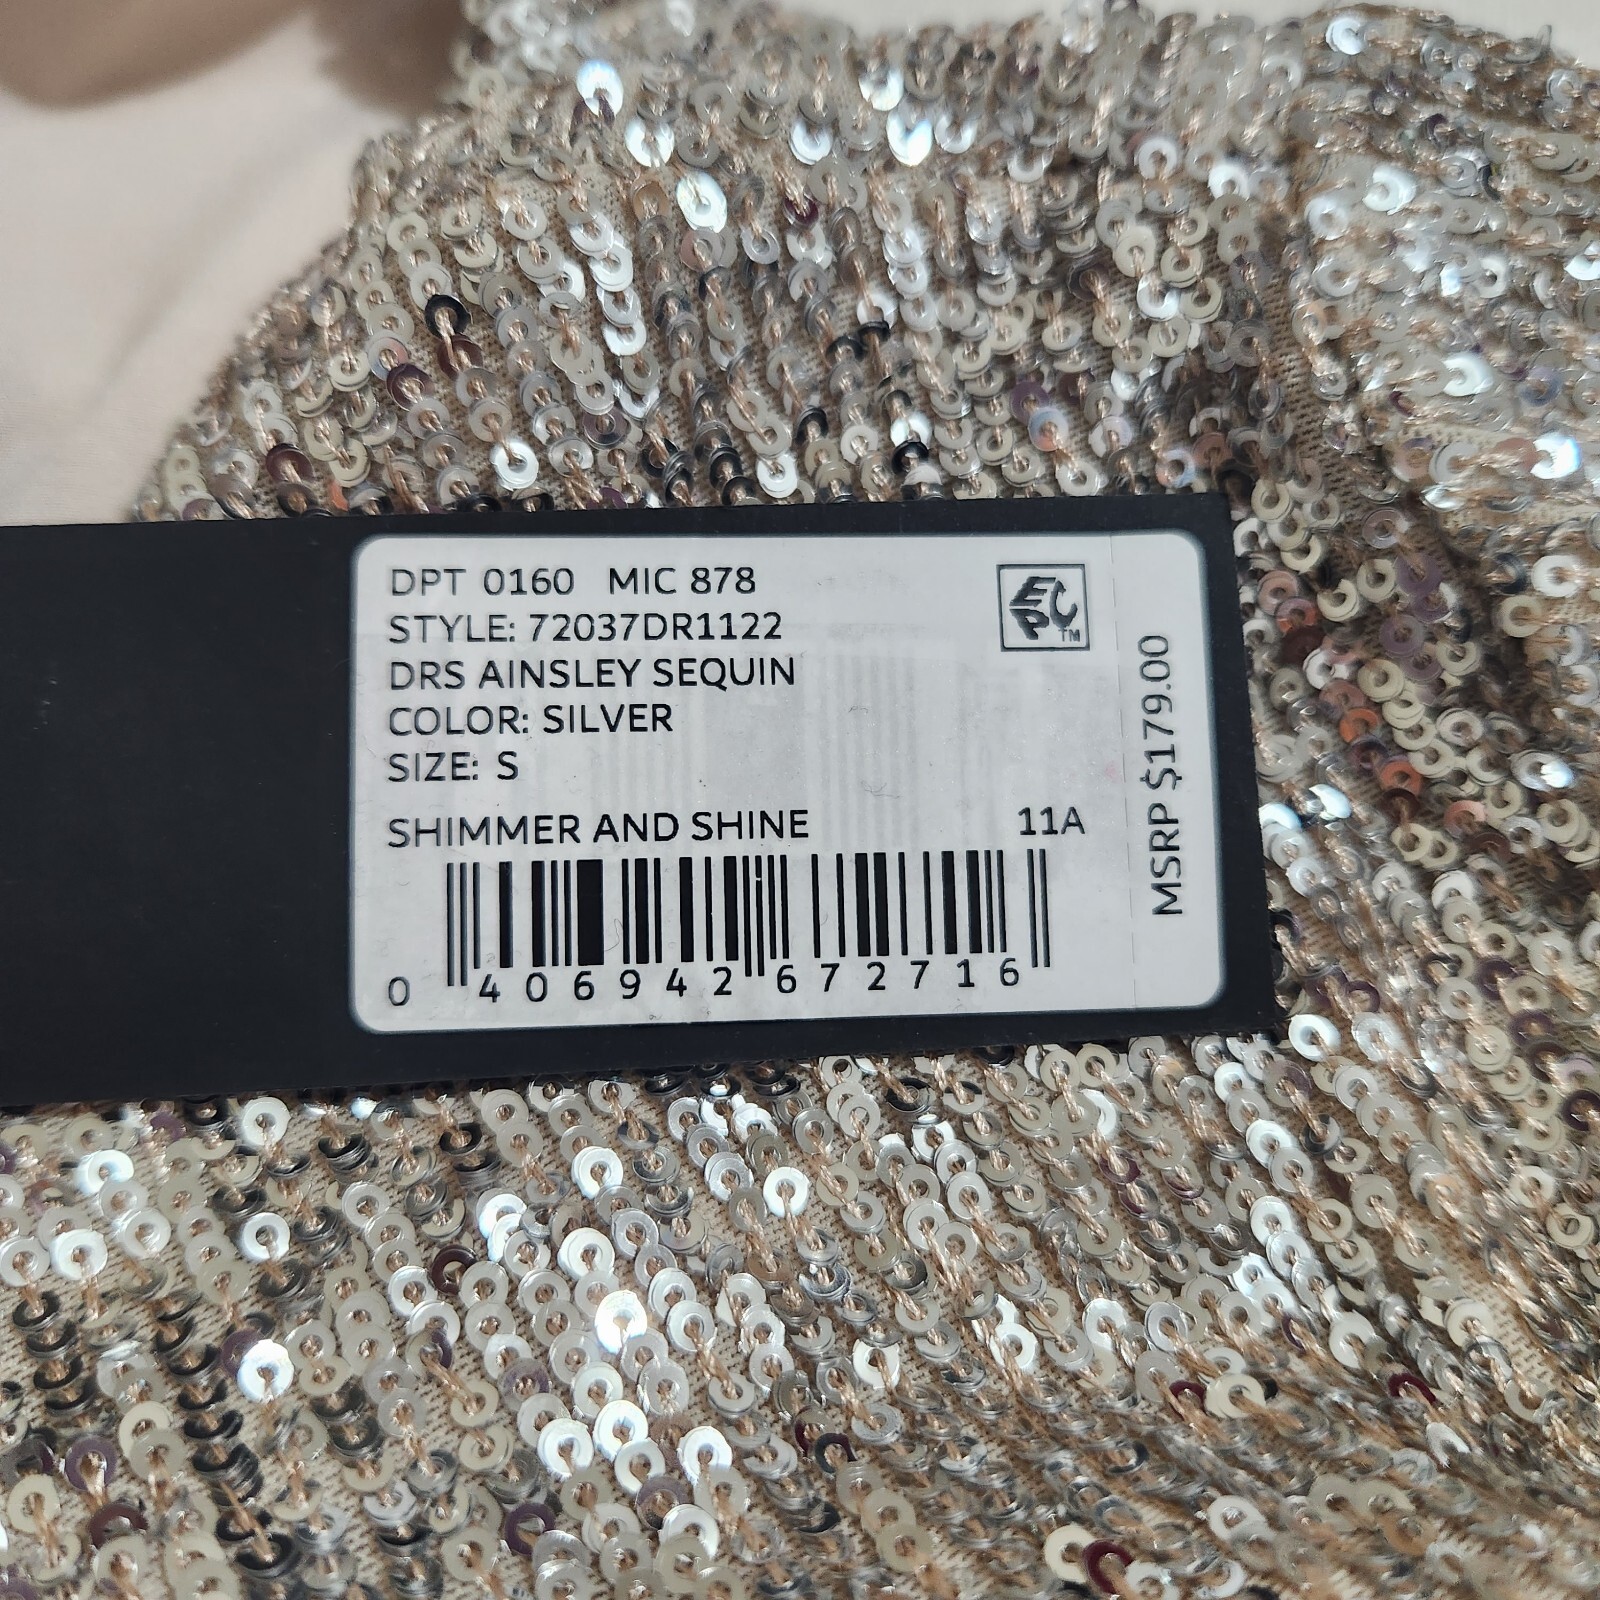 DPT 0160 MIC 878
STYLE: 72037DR1122
DRS AINSLEY SEQUIN
COLOR: SILVER
SIZE: S
SHIMMER AND SHINE 11A
0 406942 672716
EPC™
MSRP $179.00